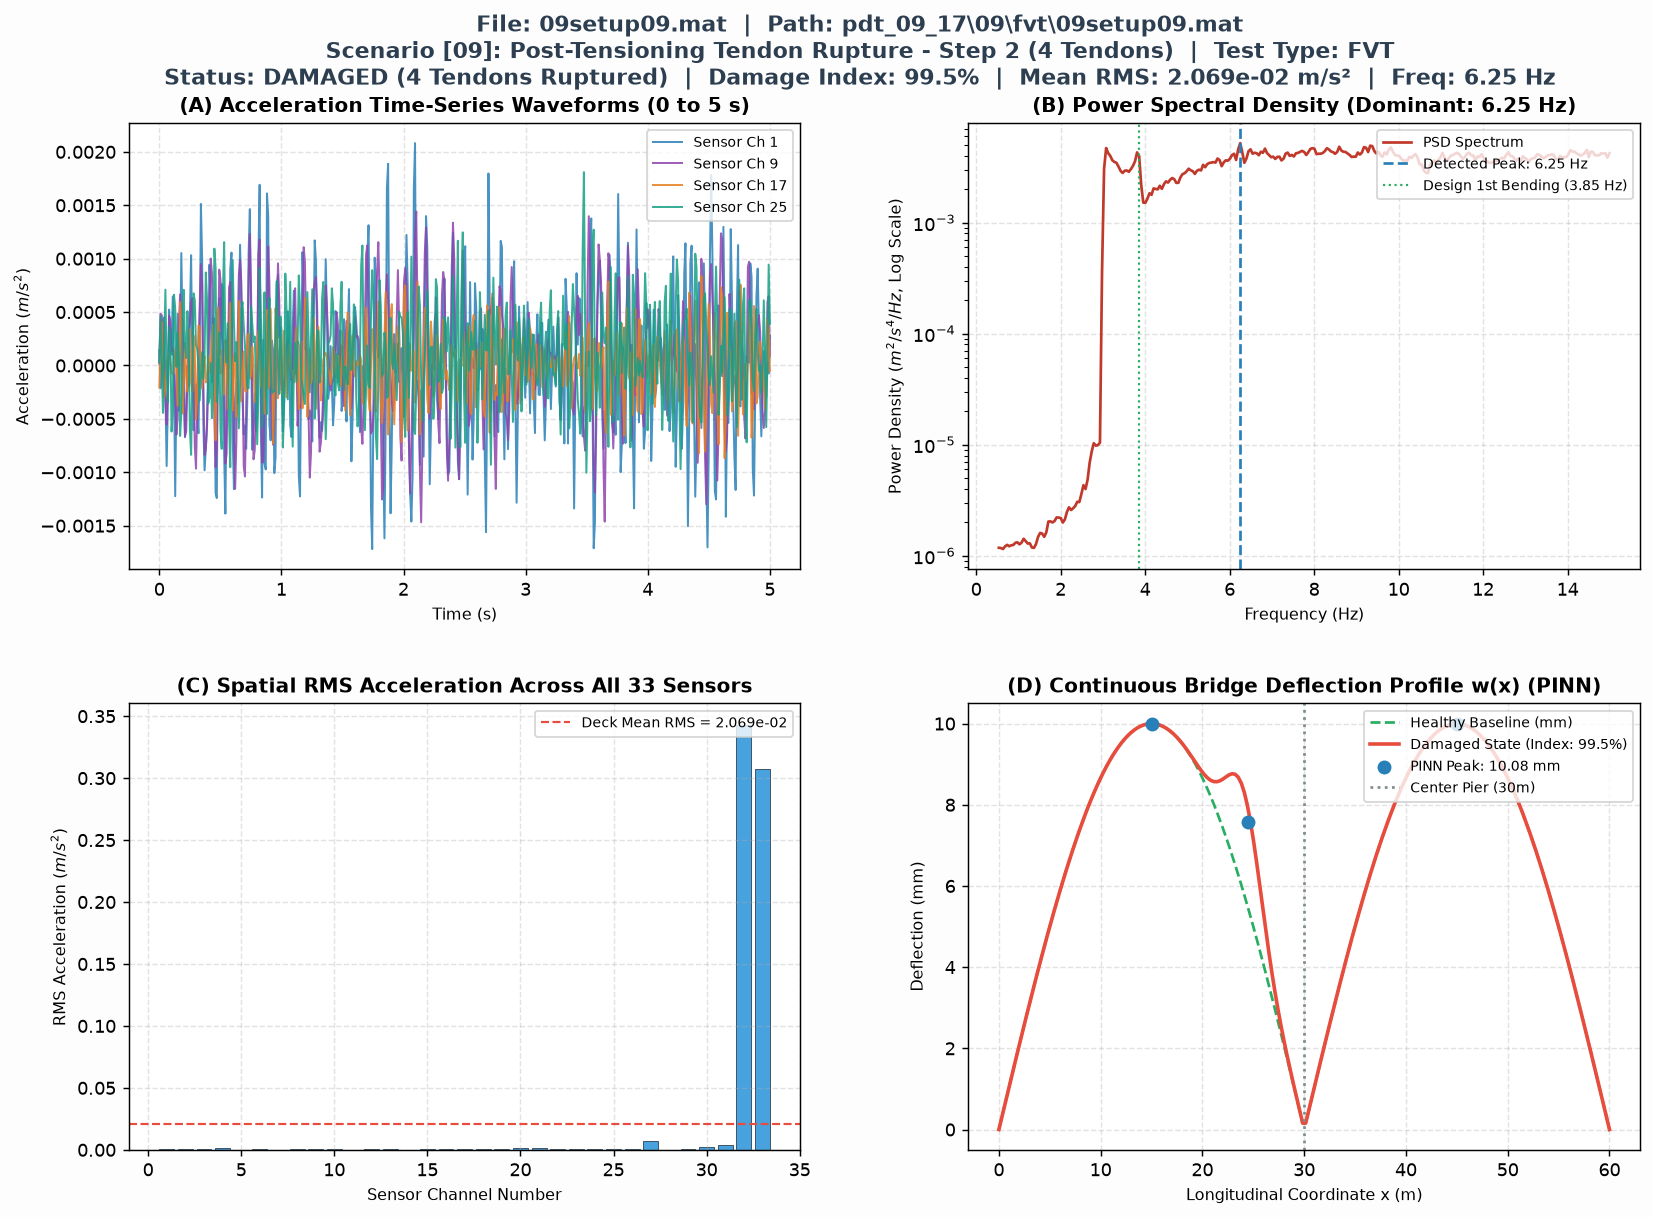 File: 09setup09.mat | Path: pdt_09_17\09\fvt\09setup09.mat
Scenario [09]: Post-Tensioning Tendon Rupture - Step 2 (4 Tendons) | Test Type: FVT
Status: DAMAGED (4 Tendons Ruptured) | Damage Index: 99.5% | Mean RMS: 2.069e-02 m/s² | Freq: 6.25 Hz
(A) Acceleration Time-Series Waveforms (0 to 5 s)
Sensor Ch 1
Sensor Ch 9
Sensor Ch 17
Sensor Ch 25
0.0020
0.0015
0.0010
0.0005
0.0000
−0.0005
−0.0010
−0.0015
Acceleration (m/s²)
0 1 2 3 4 5
Time (s)
(B) Power Spectral Density (Dominant: 6.25 Hz)
PSD Spectrum
Detected Peak: 6.25 Hz
Design 1st Bending (3.85 Hz)
10⁻³
10⁻⁴
10⁻⁵
10⁻⁶
Power Density (m²/s⁴/Hz, Log Scale)
0 2 4 6 8 10 12 14
Frequency (Hz)
(C) Spatial RMS Acceleration Across All 33 Sensors
Deck Mean RMS = 2.069e-02
0.35
0.30
0.25
0.20
0.15
0.10
0.05
0.00
RMS Acceleration (m/s²)
0 5 10 15 20 25 30 35
Sensor Channel Number
(D) Continuous Bridge Deflection Profile w(x) (PINN)
Healthy Baseline (mm)
Damaged State (Index: 99.5%)
PINN Peak: 10.08 mm
Center Pier (30m)
10
8
6
4
2
0
Deflection (mm)
0 10 20 30 40 50 60
Longitudinal Coordinate x (m)